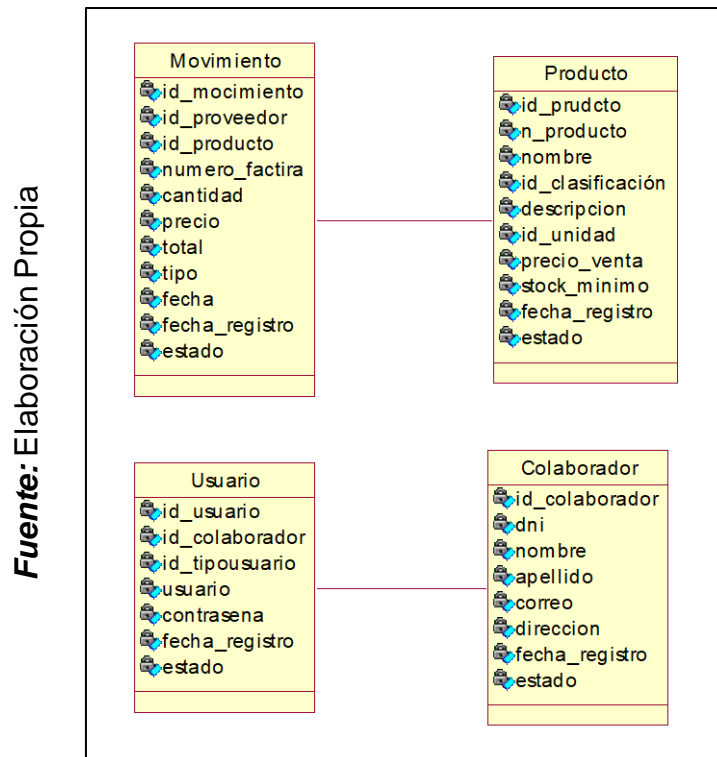 Fuente: Elaboración Propia
Movimiento
id_mocimiento
id_proveedor
id_producto
numero_factira
cantidad
precio
total
tipo
fecha
fecha_registro
estado
Producto
id_prudcto
n_producto
nombre
id_clasificación
descripcion
id_unidad
precio_venta
stock_minimo
fecha_registro
estado
Usuario
id_usuario
id_colaborador
id_tipousuario
usuario
contrasena
fecha_registro
estado
Colaborador
id_colaborador
dni
nombre
apellido
correo
direccion
fecha_registro
estado